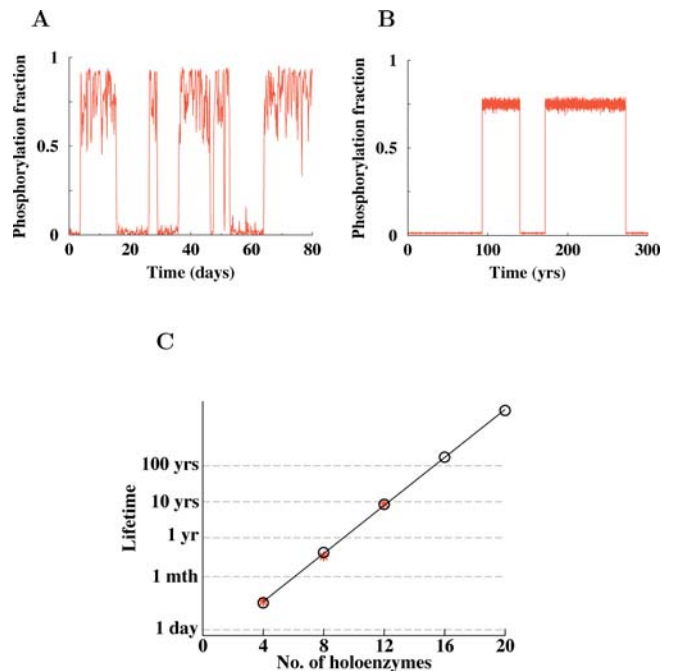 A
Phosphorylation fraction
1
0.5
0
0 20 40 60 80
Time (days)
B
Phosphorylation fraction
1
0.5
0
0 100 200 300
Time (yrs)
C
Lifetime
100 yrs
10 yrs
1 yr
1 mth
1 day
0 4 8 12 16 20
No. of holoenzymes